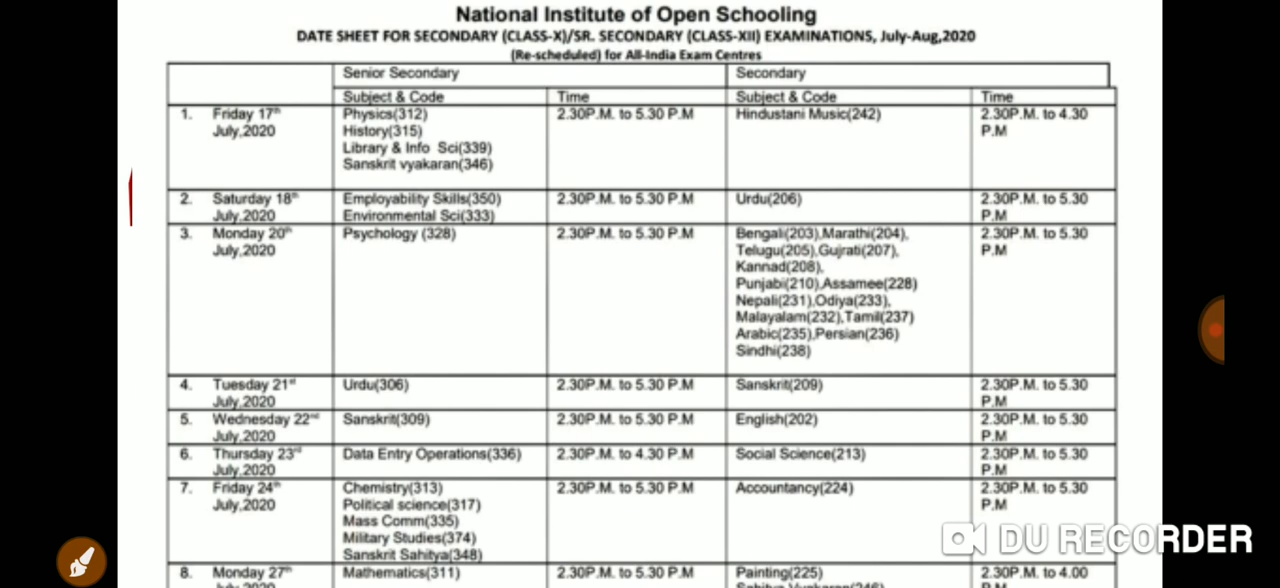 National Institute of Open Schooling
DATE SHEET FOR SECONDARY (CLASS-X)/SR. SECONDARY (CLASS-XII) EXAMINATIONS, July-Aug,2020
(Re-scheduled) for All-India Exam Centres
Senior Secondary Secondary
Subject & Code Time Subject & Code Time
1. Friday 17th Physics(312) 2.30P.M. to 5.30 P.M Hindustani Music(242) 2.30P.M. to 4.30
July,2020 History(315) P.M
Library & Info Sci(339)
Sanskrit vyakaran(346)
2. Saturday 18th Employability Skills(350) 2.30P.M. to 5.30 P.M Urdu(206) 2.30P.M. to 5.30
July,2020 Environmental Sci(333) P.M
3. Monday 20th Psychology (328) 2.30P.M. to 5.30 P.M Bengali(203),Marathi(204), 2.30P.M. to 5.30
July,2020 Telugu(205),Gujrati(207), P.M
Kannad(208),
Punjabi(210),Assamee(228)
Nepali(231),Odiya(233),
Malayalam(232),Tamil(237)
Arabic(235),Persian(236)
Sindhi(238)
4. Tuesday 21st Urdu(306) 2.30P.M. to 5.30 P.M Sanskrit(209) 2.30P.M. to 5.30
July,2020 P.M
5. Wednesday 22nd Sanskrit(309) 2.30P.M. to 5.30 P.M English(202) 2.30P.M. to 5.30
July,2020 P.M
6. Thursday 23rd Data Entry Operations(336) 2.30P.M. to 4.30 P.M Social Science(213) 2.30P.M. to 5.30
July,2020 P.M
7. Friday 24th Chemistry(313) 2.30P.M. to 5.30 P.M Accountancy(224) 2.30P.M. to 5.30
July,2020 Political science(317) P.M
Mass Comm(335)
Military Studies(374)
Sanskrit Sahitya(348)
8. Monday 27th Mathematics(311) 2.30P.M. to 5.30 P.M Painting(225) 2.30P.M. to 4.00
DU RECORDER